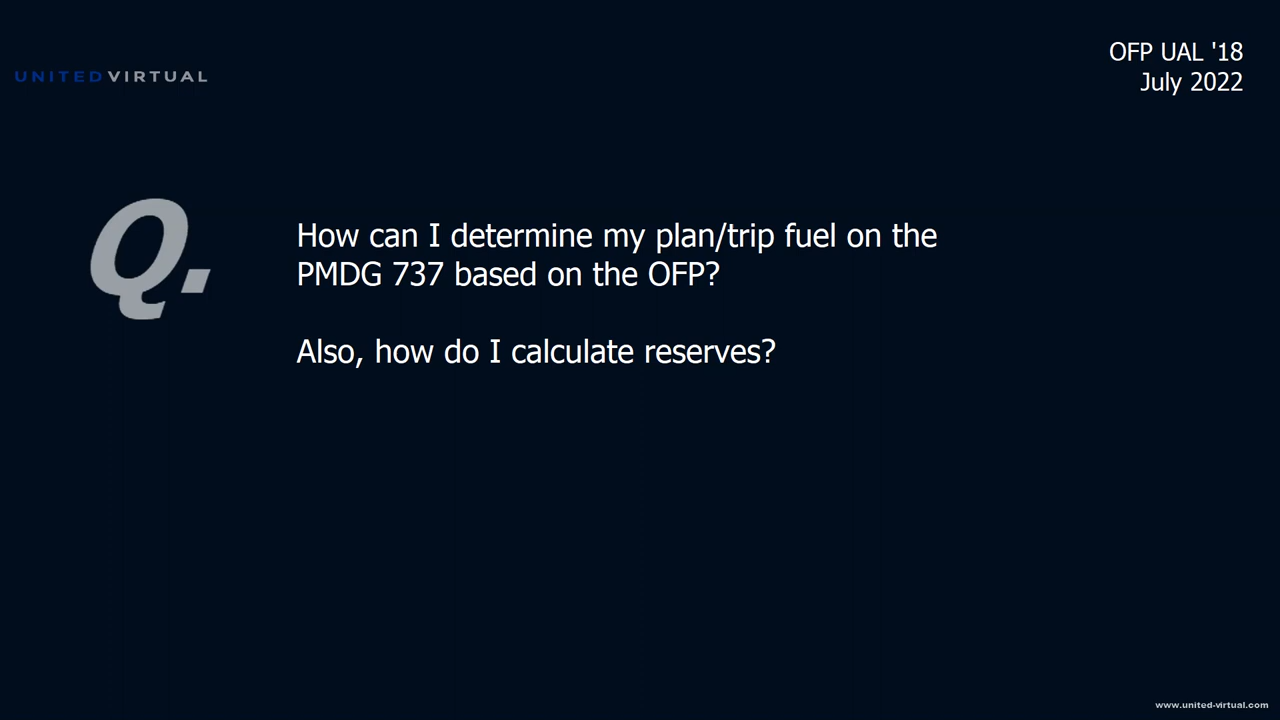 UNITEDVIRTUAL
OFP UAL '18
July 2022
Q.
How can I determine my plan/trip fuel on the
PMDG 737 based on the OFP?
Also, how do I calculate reserves?
www.united-virtual.com